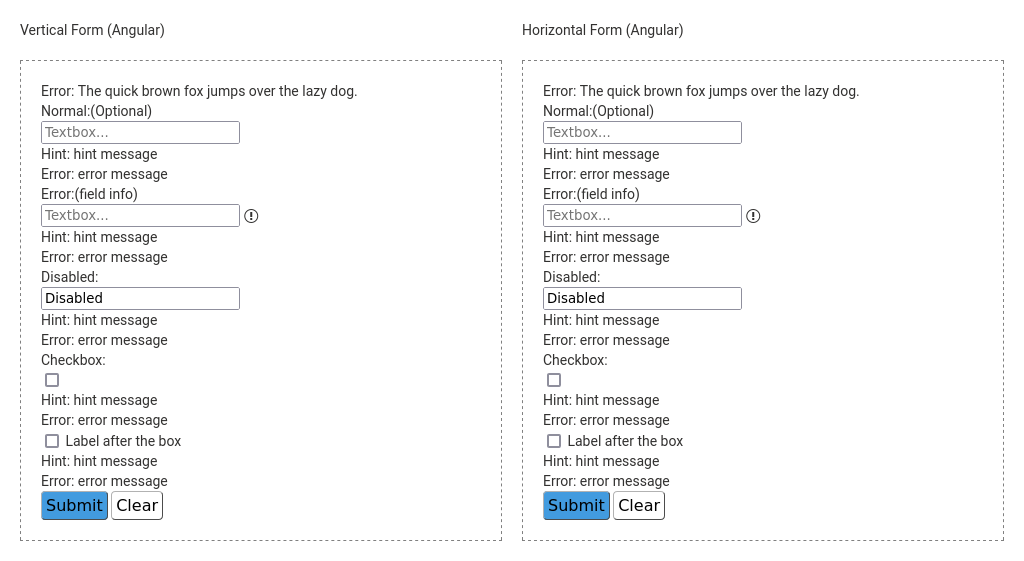 Vertical Form (Angular)
Error: The quick brown fox jumps over the lazy dog.
Normal:(Optional)
Textbox...
Hint: hint message
Error: error message
Error:(field info)
Textbox...
Hint: hint message
Error: error message
Disabled:
Disabled
Hint: hint message
Error: error message
Checkbox:
Hint: hint message
Error: error message
Label after the box
Hint: hint message
Error: error message
Submit Clear
Horizontal Form (Angular)
Error: The quick brown fox jumps over the lazy dog.
Normal:(Optional)
Textbox...
Hint: hint message
Error: error message
Error:(field info)
Textbox...
Hint: hint message
Error: error message
Disabled:
Disabled
Hint: hint message
Error: error message
Checkbox:
Hint: hint message
Error: error message
Label after the box
Hint: hint message
Error: error message
Submit Clear